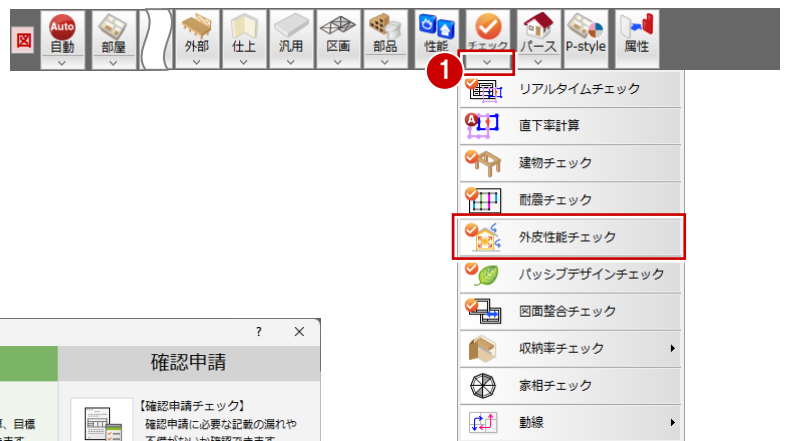 図
Auto
自動
部屋
外部
仕上
汎用
区画
部品
性能
チェック
パース
P-style
属性
1
リアルタイムチェック
A
直下率計算
建物チェック
耐震チェック
外皮性能チェック
パッシブデザインチェック
図面整合チェック
収納率チェック
家相チェック
動線
?
×
確認申請
【確認申請チェック】
確認申請に必要な記載の漏れや
、目標